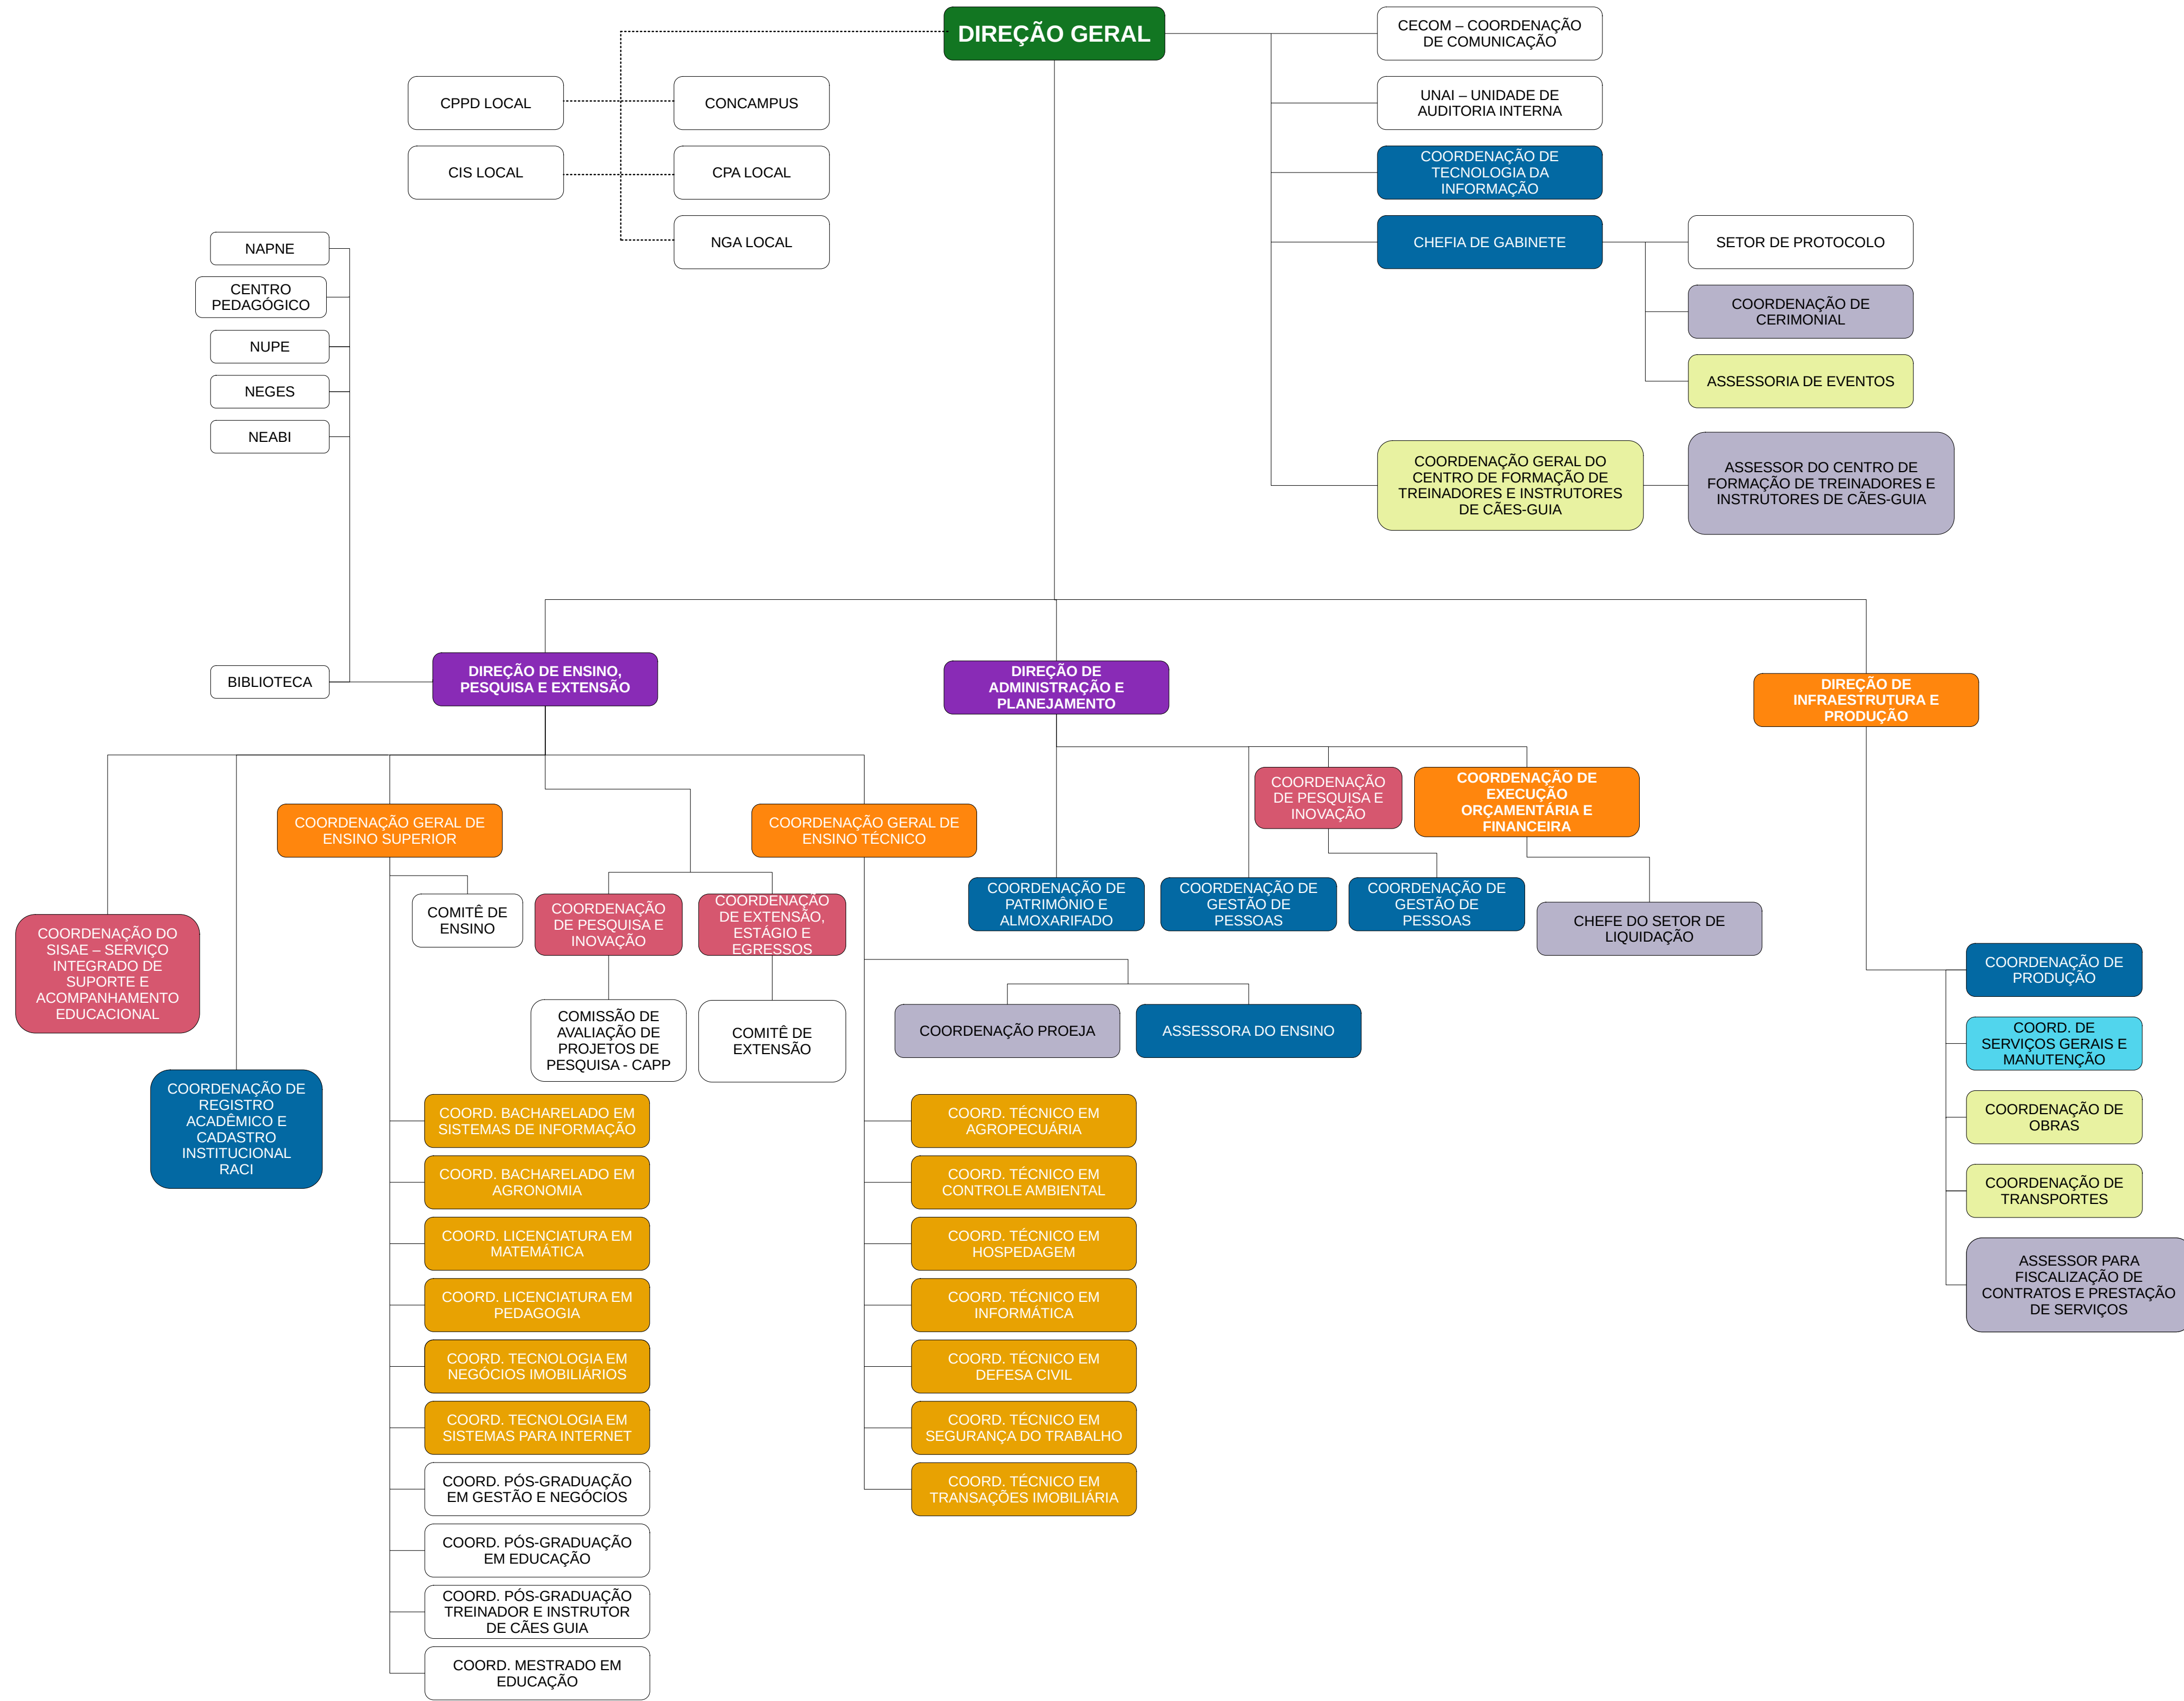 DIREÇÃO GERAL
CECOM – COORDENAÇÃO
DE COMUNICAÇÃO
CPPD LOCAL
CONCAMPUS
UNAI – UNIDADE DE
AUDITORIA INTERNA
CIS LOCAL
CPA LOCAL
COORDENAÇÃO DE
TECNOLOGIA DA
INFORMAÇÃO
NGA LOCAL
CHEFIA DE GABINETE
SETOR DE PROTOCOLO
COORDENAÇÃO DE
CERIMONIAL
ASSESSORIA DE EVENTOS
NAPNE
CENTRO
PEDAGÓGICO
NUPE
NEGES
NEABI
COORDENAÇÃO GERAL DO
CENTRO DE FORMAÇÃO DE
TREINADORES E INSTRUTORES
DE CÃES-GUIA
ASSESSOR DO CENTRO DE
FORMAÇÃO DE TREINADORES E
INSTRUTORES DE CÃES-GUIA
BIBLIOTECA
DIREÇÃO DE ENSINO,
PESQUISA E EXTENSÃO
DIREÇÃO DE
ADMINISTRAÇÃO E
PLANEJAMENTO
DIREÇÃO DE
INFRAESTRUTURA E
PRODUÇÃO
COORDENAÇÃO
DE PESQUISA E
INOVAÇÃO
COORDENAÇÃO DE
EXECUÇÃO
ORÇAMENTÁRIA E
FINANCEIRA
COORDENAÇÃO GERAL DE
ENSINO SUPERIOR
COORDENAÇÃO GERAL DE
ENSINO TÉCNICO
COORDENAÇÃO DO
SISAE – SERVIÇO
INTEGRADO DE
SUPORTE E
ACOMPANHAMENTO
EDUCACIONAL
COMITÊ DE
ENSINO
COORDENAÇÃO
DE PESQUISA E
INOVAÇÃO
COORDENAÇÃO
DE EXTENSÃO,
ESTÁGIO E
EGRESSOS
COORDENAÇÃO DE
PATRIMÔNIO E
ALMOXARIFADO
COORDENAÇÃO DE
GESTÃO DE
PESSOAS
COORDENAÇÃO DE
GESTÃO DE
PESSOAS
CHEFE DO SETOR DE
LIQUIDAÇÃO
COORDENAÇÃO DE
PRODUÇÃO
COORD. DE
SERVIÇOS GERAIS E
MANUTENÇÃO
COORDENAÇÃO DE
OBRAS
COORDENAÇÃO DE
TRANSPORTES
ASSESSOR PARA
FISCALIZAÇÃO DE
CONTRATOS E PRESTAÇÃO
DE SERVIÇOS
COMISSÃO DE
AVALIAÇÃO DE
PROJETOS DE
PESQUISA - CAPP
COMITÊ DE
EXTENSÃO
COORDENAÇÃO PROEJA
ASSESSORA DO ENSINO
COORDENAÇÃO DE
REGISTRO
ACADÊMICO E
CADASTRO
INSTITUCIONAL
RACI
COORD. BACHARELADO EM
SISTEMAS DE INFORMAÇÃO
COORD. BACHARELADO EM
AGRONOMIA
COORD. LICENCIATURA EM
MATEMÁTICA
COORD. LICENCIATURA EM
PEDAGOGIA
COORD. TECNOLOGIA EM
NEGÓCIOS IMOBILIÁRIOS
COORD. TECNOLOGIA EM
SISTEMAS PARA INTERNET
COORD. PÓS-GRADUAÇÃO
EM GESTÃO E NEGÓCIOS
COORD. PÓS-GRADUAÇÃO
EM EDUCAÇÃO
COORD. PÓS-GRADUAÇÃO
TREINADOR E INSTRUTOR
DE CÃES GUIA
COORD. MESTRADO EM
EDUCAÇÃO
COORD. TÉCNICO EM
AGROPECUÁRIA
COORD. TÉCNICO EM
CONTROLE AMBIENTAL
COORD. TÉCNICO EM
HOSPEDAGEM
COORD. TÉCNICO EM
INFORMÁTICA
COORD. TÉCNICO EM
DEFESA CIVIL
COORD. TÉCNICO EM
SEGURANÇA DO TRABALHO
COORD. TÉCNICO EM
TRANSAÇÕES IMOBILIÁRIA